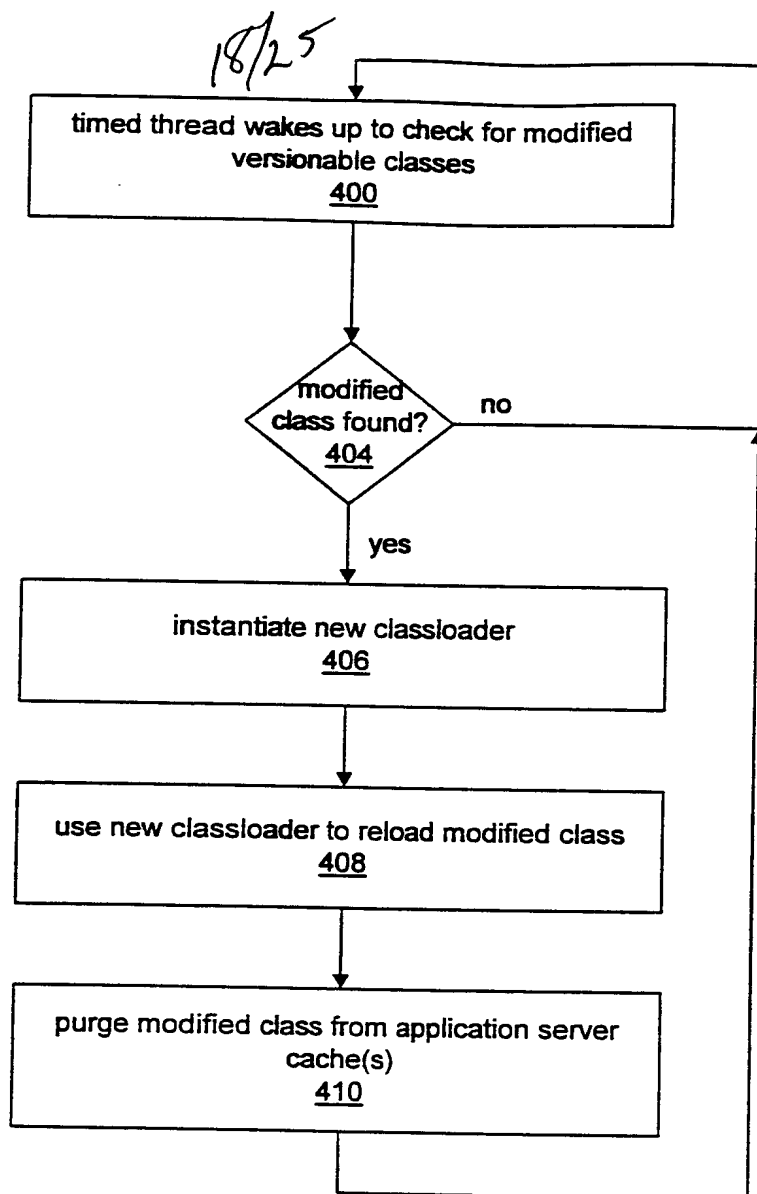 18/25
timed thread wakes up to check for modified
versionable classes
400
modified
class found?
404
no
yes
instantiate new classloader
406
use new classloader to reload modified class
408
purge modified class from application server
cache(s)
410